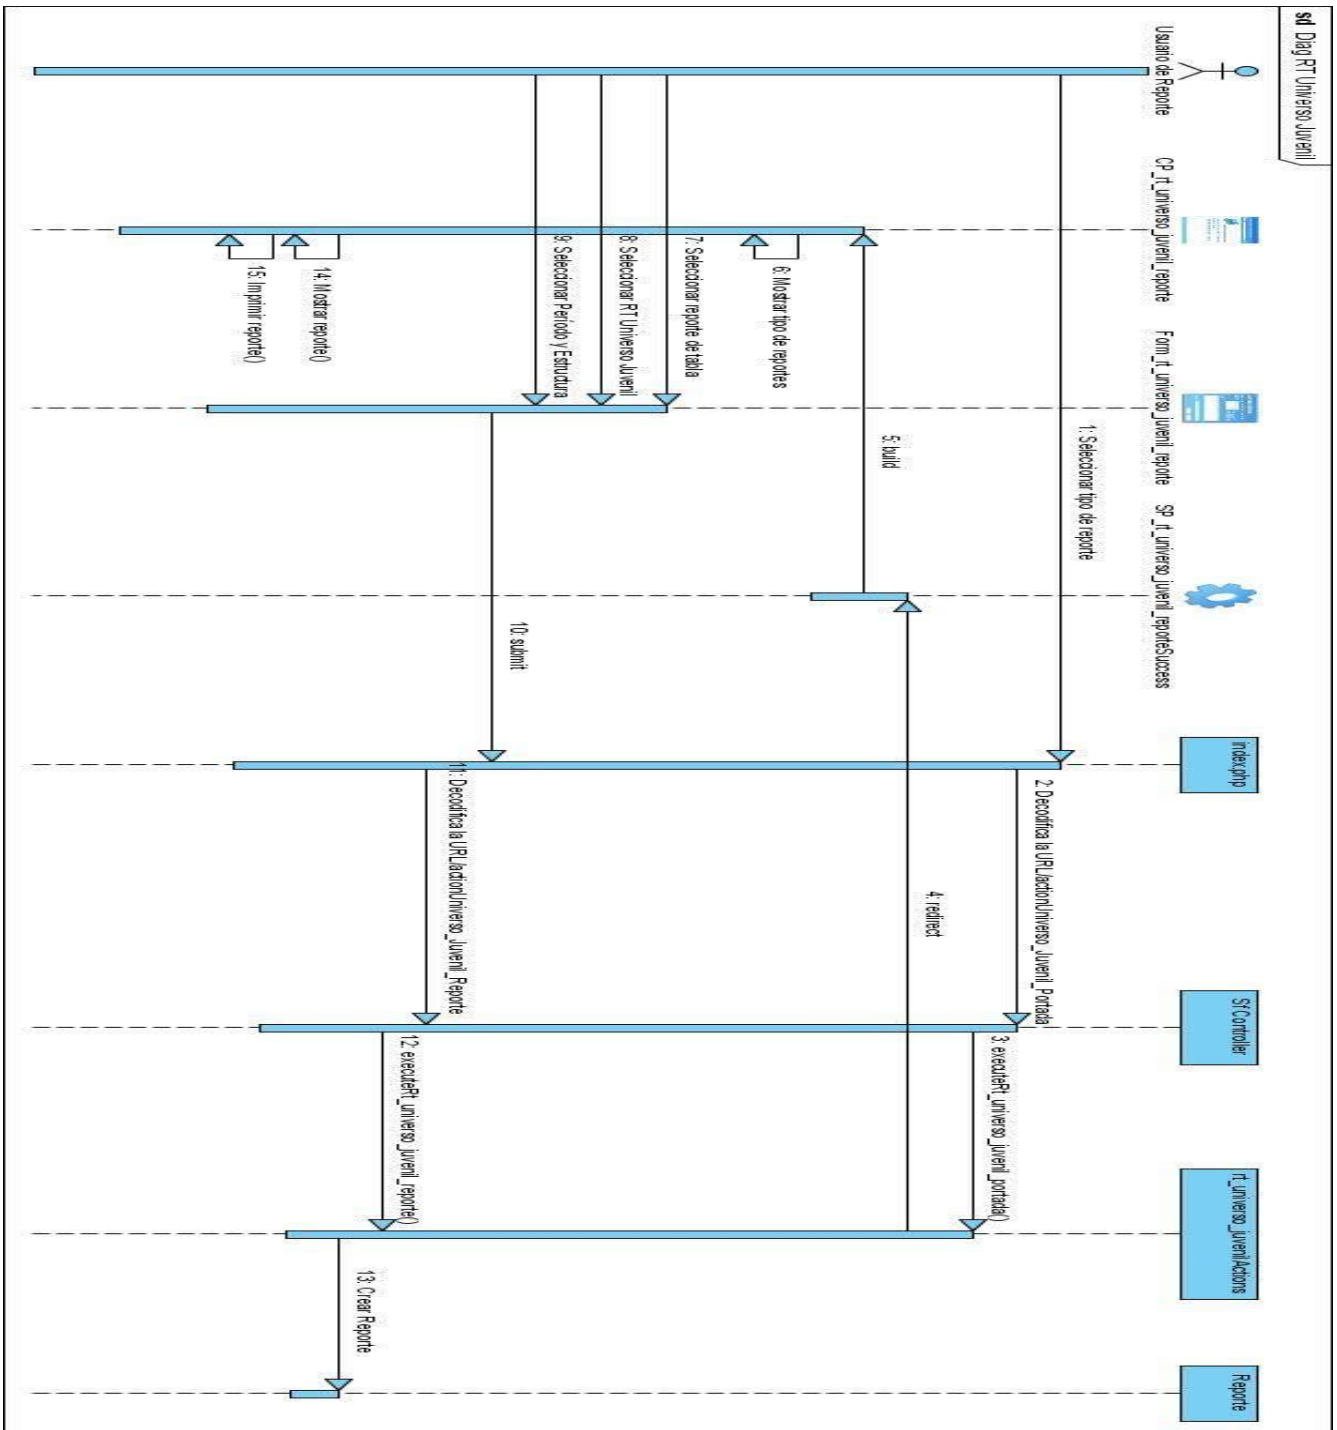 sd Diag RT Universo Juvenil
Usuario de Reporte
CP_rt_universo_juvenil_reporte
Form_rt_universo_juvenil_reporte
SP_rt_universo_juvenil_reporteSuccess
index.php
SfController
rt_universo_juvenilActions
Reporte
1: Seleccionar tipo de reporte
2: Decodifica la URL/actionUniverso_Juvenil_Portada
3: executeRt_universo_juvenil_portada()
4: redirect
5: build
6: Mostrar tipo de reportes
7: Seleccionar reporte de tabla
8: Seleccionar RT Universo Juvenil
9: Seleccionar Período y Estructura
10: submit
11: Decodifica la URL/actionUniverso_Juvenil_Reporte
12: executeRt_universo_juvenil_reporte()
13: Crear Reporte
14: Mostrar reporte()
15: Imprimir reporte()